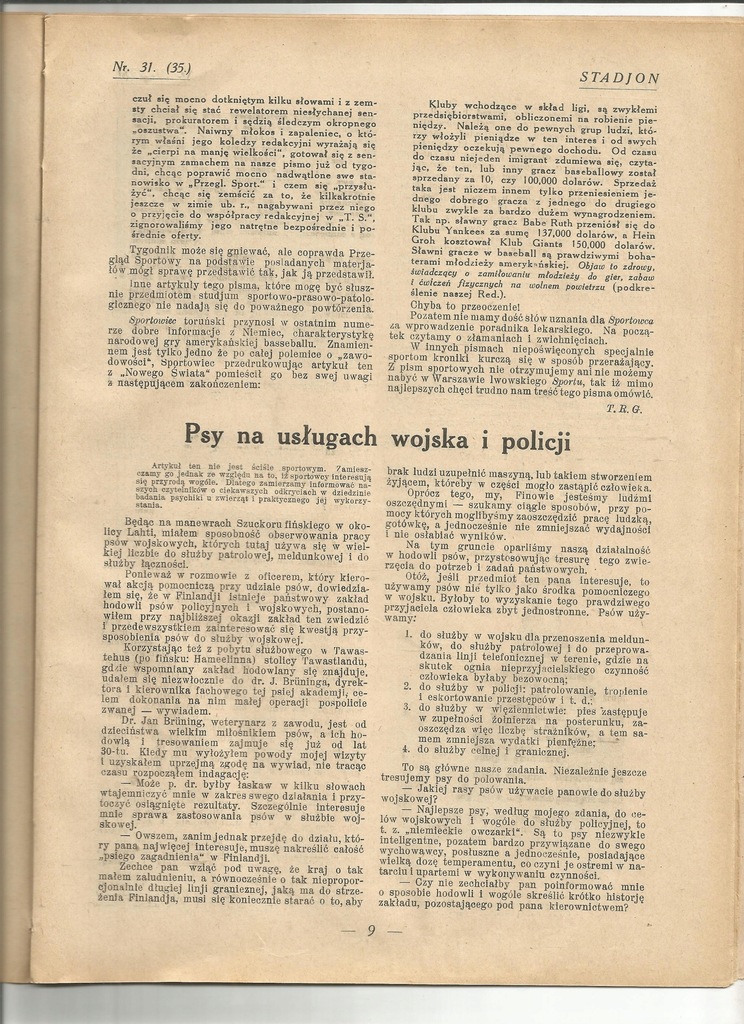 Nr. 31. (35.)
STADJON
czuł się mocno dotkniętym kilku słowami i z zem-
sty chciał się stać rewelatorem niesłychanej sen-
sacji, prokuratorem i sędzią śledczym okropnego
„oszustwa“. Naiwny młokos i zapaleniec, o któ-
rym właśni jego koledzy redakcyjni wyrażają się
że „cierpi na manję wielkości“, gotował się z sen-
sacyjnym zamachem na nasze pismo już od tygo-
dni, chcąc poprawić mocno nadwątlone swe sta-
nowisko w „Przegl. Sport.“ i czem się „przysłu-
żyć“, chcąc się zemścić za to, że kilkakrotnie
jeszcze w zimie ub. r., nagabywani przez niego
o przyjęcie do współpracy redakcyjnej w „T. S.“,
zignorowaliśmy jego natrętne bezpośrednie i po-
średnie oferty.
Tygodnik może się gniewać, ale coprawda Prze-
gląd Sportowy na podstawie posiadanych materja-
łów mógł sprawę przedstawić tak, jak ją przedstawił.
Inne artykuły tego pisma, które mogę być słusz-
nie przedmiotem studjum sportowo-prasowo-patolo-
gicznego nie nadają się do poważnego powtórzenia.
Sportowiec toruński przynosi w ostatnim nume-
rze dobre informacje z Niemiec, charakterystykę
narodowej gry amerykańskiej basseballu. Znamien-
nem jest tylko jedno że po całej polemice o „zawo-
dowości“, Sportowiec przedrukowując artykuł ten
z „Nowego Świata“ pomieścił go bez swej uwagi
a następującem zakończeniem:
Kluby wchodzące w skład ligi, są zwykłemi
przedsiębiorstwami, obliczonemi na robienie pie-
niędzy. Należą one do pewnych grup ludzi, któ-
rzy włożyli pieniądze w ten interes i od swych
pieniędzy oczekują pewnego dochodu. Od czasu
do czasu niejeden imigrant zdumiewa się, czyta-
jąc, że ten, lub inny gracz baseballowy został
sprzedany za 10, czy 100,000 dolarów. Sprzedaż
taka jest niczem innem tylko przeniesieniem je-
dnego dobrego gracza z jednego do drugiego
klubu zwykle za bardzo dużem wynagrodzeniem.
Tak np. sławny gracz Babe Ruth przeniósł się do
Klubu Yankees za sumę 137,000 dolarów, a Hein
Groh kosztował Klub Giants 150.000 dolarów.
Sławni gracze w baseball są prawdziwymi boha-
terami młodzieży amerykańskiej. Objaw to zdrowy,
świadczący o zamiłowaniu młodzieży do gier, zabaw
i ćwiczeń fizycznych na wolnem powietrzu (podkre-
ślenie naszej Red.).
Chyba to przeoczenie!
Pozatem nie mamy dość słów uznania dla Sportowca
za wprowadzenie poradnika lekarskiego. Na począ-
tek czytamy o złamaniach i zwichnięciach.
W innych pismach niepoświęconych specjalnie
sportom kroniki kurczą się w sposób przerażający.
Z pism sportowych nie otrzymujemy ani nie możemy
nabyć w Warszawie lwowskiego Sportu, tak iż mimo
najlepszych chęci trudno nam treść tego pisma omówić.
T. R. G.
Psy na usługach wojska i policji
Artykuł ten nie jest ściśle sportowym. Zamiesz-
czamy go jednak ze względu na to, iż sportowcy interesują
się przyrodą wogóle. Dlatego zamierzamy informować na-
szych czytelników o ciekawszych odkryciach w dziedzinie
badania psychiki u zwierząt i praktycznej jej wykorzy-
stania.
Będąc na manewrach Szuckoru fińskiego w oko-
licy Lahti, miałem sposobność obserwowania pracy
psów wojskowych, których tutaj używa się w wiel-
kiej liczbie do służby patrolowej, meldunkowej i do
służby łączności.
Ponieważ w rozmowie z oficerem, który kiero-
wał akcją pomocniczą przy udziale psów, dowiedzia-
łem się, że w Finlandji istnieje państwowy zakład
hodowli psów policyjnych i wojskowych, postano-
wiłem przy najbliższej okazji zakład ten zwiedzić
i przedewszystkiem zainteresować się kwestją przy-
sposobienia psów do służby wojskowej.
Korzystając też z pobytu służbowego w Tawas-
tehus (po fińsku: Hameelinna) stolicy Tawastlandu,
gdzie wspomniany zakład hodowlany się znajduje,
udałem się niezwłocznie do dr. J. Brüninga, dyrek-
tora i kierownika fachowego tej psiej akademji, ce-
lem dokonania na nim małej operacji pospolicie
zwanej — wywiadem.
Dr. Jan Brüning, weterynarz z zawodu, jest od
dzieciństwa wielkim miłośnikiem psów, a ich ho-
dowlą i tresowaniem zajmuje się już od lat
30-tu. Kiedy mu wyłożyłem powody mojej wizyty
i uzyskałem uprzejmą zgodę na wywiad, nie tracąc
czasu rozpocząłem indagację:
— Może p. dr. byłby łaskaw w kilku słowach
wtajemniczyć mnie w zakres swego działania i przy-
toczyć osiągnięte rezultaty. Szczególnie interesuje
mnie sprawa zastosowania psów w służbie woj-
skowej.
— Owszem, zanim jednak przejdę do działu, któ-
ry pana najwięcej interesuje, muszę nakreślić całość
„psiego zagadnienia“ w Finlandji.
Zechce pan wziąć pod uwagę, że kraj o tak
małem zaludnieniu, a równocześnie o tak niepropor-
cjonalnie długiej linji granicznej, jaką ma do strze-
żenia Finlandja, musi się koniecznie starać o to, aby
brak ludzi uzupełnić maszyną, lub takiem stworzeniem
żyjącem, któreby w części mogło zastąpić człowieka.
Oprócz tego, my, Finowie jesteśmy ludźmi
oszczędnymi — szukamy ciągle sposobów, przy po-
mocy których moglibyśmy zaoszczędzić pracę ludzką,
gotówkę, a jednocześnie nie zmniejszać wydajności
i nie osłabiać wyników.
Na tym gruncie oparliśmy naszą działalność
w hodowli psów, przystosowując tresurę tego zwie-
rzęcia do potrzeb i zadań państwowych.
Otóż, jeśli przedmiot ten pana interesuje, to
używamy psów nie tylko jako środka pomocniczego
w wojsku. Byłoby to wyzyskanie tego prawdziwego
przyjaciela człowieka zbyt jednostronne. Psów uży-
wamy:
1. do służby w wojsku dla przenoszenia meldun-
ków, do służby patrolowej i do przeprowa-
dzania linji telefonicznej w terenie, gdzie na
skutek ognia nieprzyjacielskiego czynność
człowieka byłaby bezowocną;
2. do służby w policji: patrolowanie, tropienie
i eskortowanie przestępców i t. d.;
3. do służby w więziennictwie: pies zastępuje
w zupełności żołnierza na posterunku, za-
oszczędza więc liczbę strażników, a tem sa-
mem zmniejsza wydatki pieniężne;
4. do służby celnej i granicznej.
To są główne nasze zadania. Niezależnie jeszcze
tresujemy psy do polowania.
— Jakiej rasy psów używacie panowie do służby
wojskowej?
— Najlepsze psy, według mojego zdania, do ce-
lów wojskowych i wogóle do służby policyjnej, to
t. z. „niemieckie owczarki“. Są to psy niezwykle
inteligentne, pozatem bardzo przywiązane do swego
wychowawcy, posłuszne a jednocześnie, posiadające
wielką dozę temperamentu, co czyni je ostremi w na-
tarciu i upartemi w wykonywaniu czynności.
— Czy nie zechciałby pan poinformować mnie
o sposobie hodowli i wogóle skreślić krótko historję
zakładu, pozostającego pod pana kierownictwem?
— 9 —